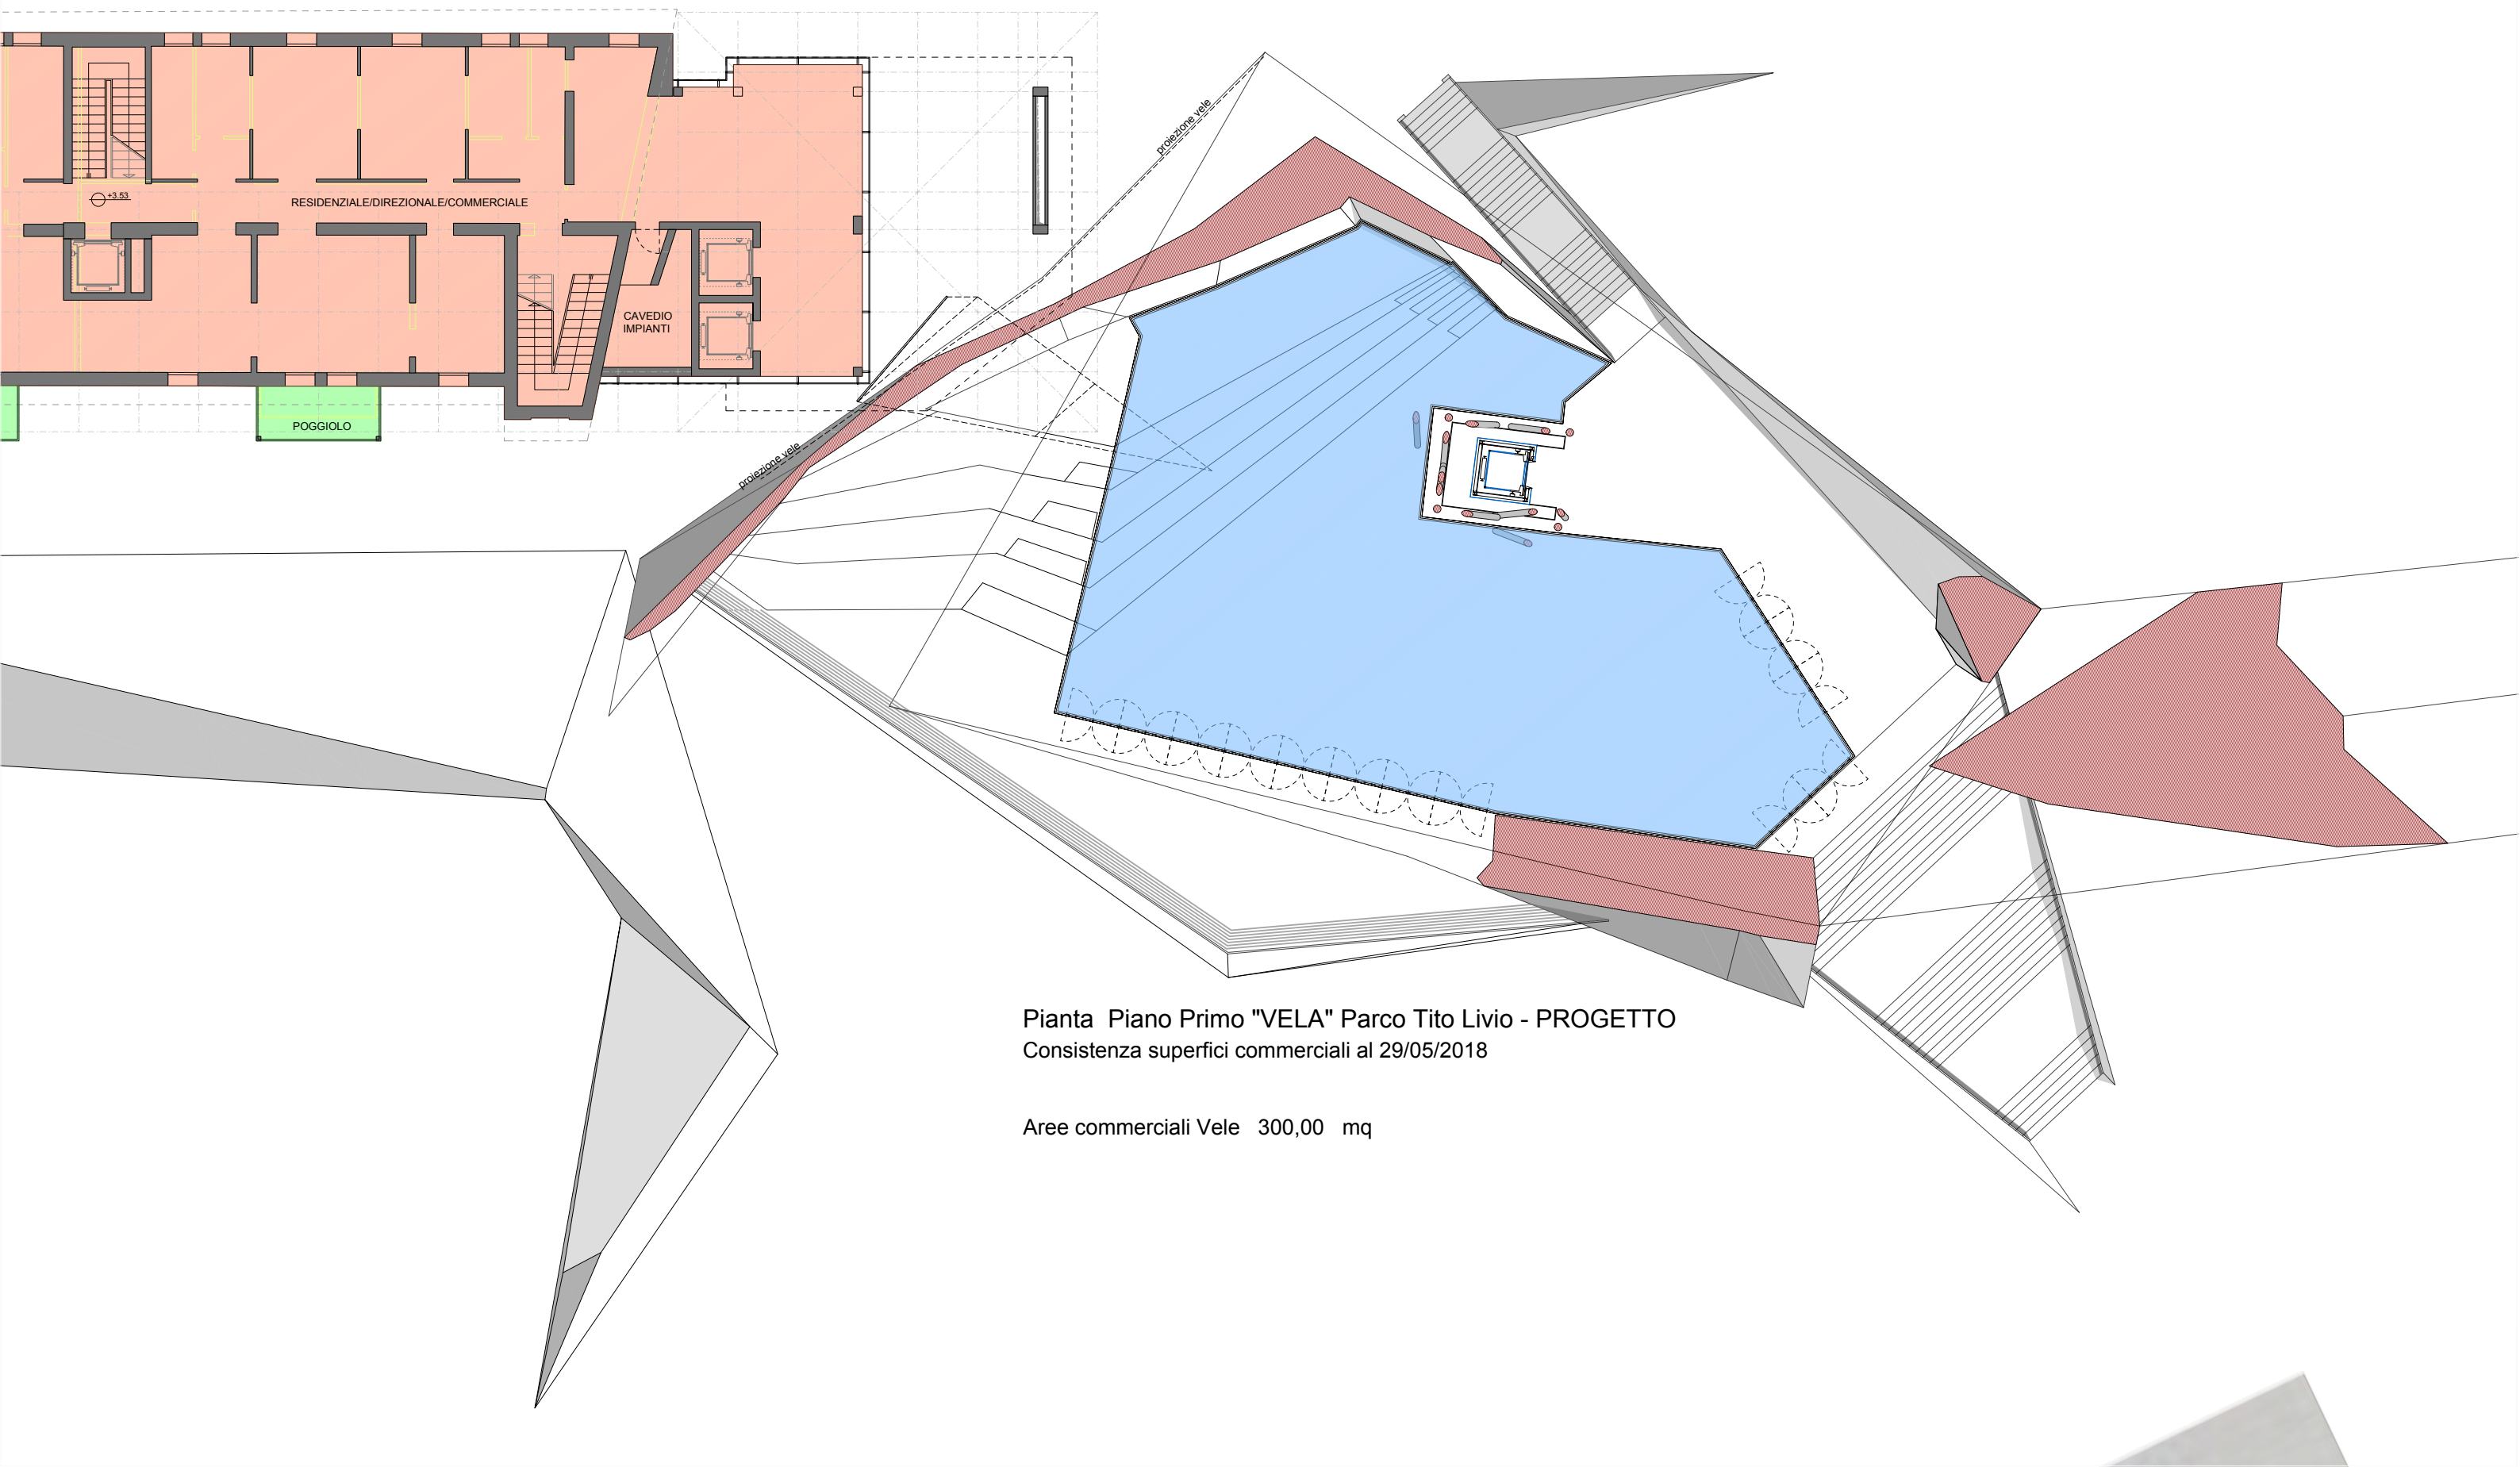 proiezione vele
+3.53
RESIDENZIALE/DIREZIONALE/COMMERCIALE
CAVEDIO
IMPIANTI
POGGIOLO
proiezione vele
Pianta Piano Primo "VELA" Parco Tito Livio - PROGETTO
Consistenza superfici commerciali al 29/05/2018
Aree commerciali Vele 300,00 mq